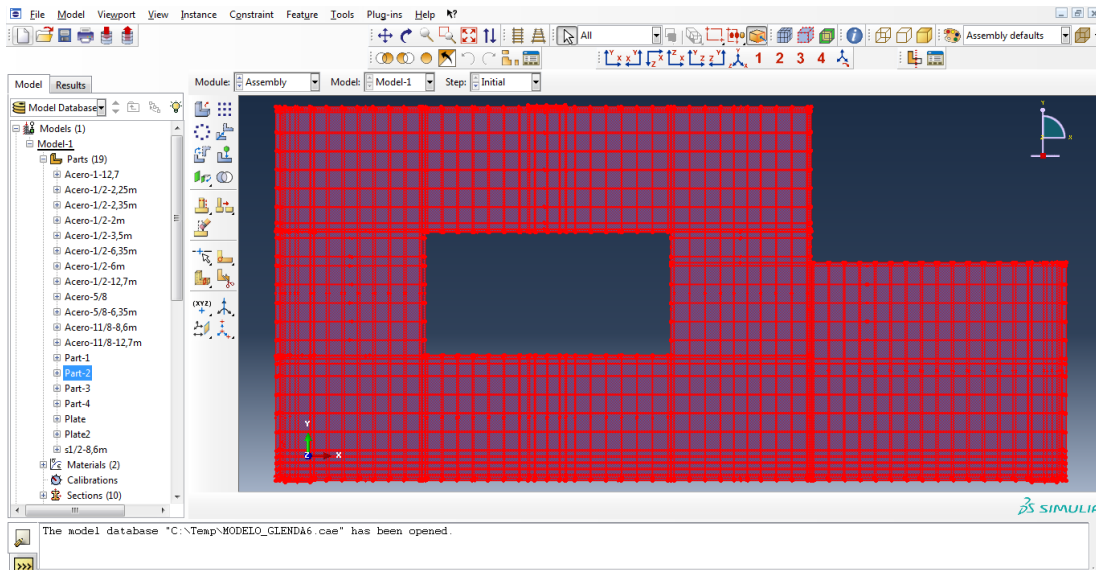 File Model Viewport View Instance Constraint Feature Tools Plug-ins Help
All
Assembly defaults
1 2 3 4
Model Results
Module: Assembly Model: Model-1 Step: Initial
Model Database
Models (1)
Model-1
Parts (19)
Acero-1-12,7
Acero-1/2-2,25m
Acero-1/2-2,35m
Acero-1/2-2m
Acero-1/2-3,5m
Acero-1/2-6,35m
Acero-1/2-6m
Acero-1/2-12,7m
Acero-5/8
Acero-5/8-6,35m
Acero-11/8-8,6m
Acero-11/8-12,7m
Part-1
Part-2
Part-3
Part-4
Plate
Plate2
s1/2-8,6m
Materials (2)
Calibrations
Sections (10)
(XYZ)
Y
X
Y
Z
X
SIMULIA
The model database "C:\Temp\MODELO_GLENDA6.cae" has been opened.
>>>